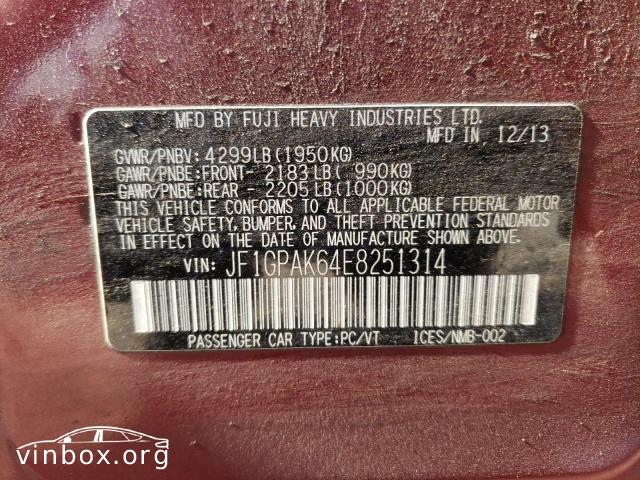 MFD BY FUJI HEAVY INDUSTRIES LTD.
MFD IN 12/13
GVWR/PNBV: 4299LB(1950KG)
GAWR/PNBE:FRONT- 2183LB( 990KG)
GAWR/PNBE:REAR - 2205LB(1000KG)
THIS VEHICLE CONFORMS TO ALL APPLICABLE FEDERAL MOTOR
VEHICLE SAFETY, BUMPER, AND THEFT PREVENTION STANDARDS
IN EFFECT ON THE DATE OF MANUFACTURE SHOWN ABOVE.
VIN: JF1GPAK64E8251314
PASSENGER CAR TYPE:PC/VT ICES/NMB-002
vinbox.org